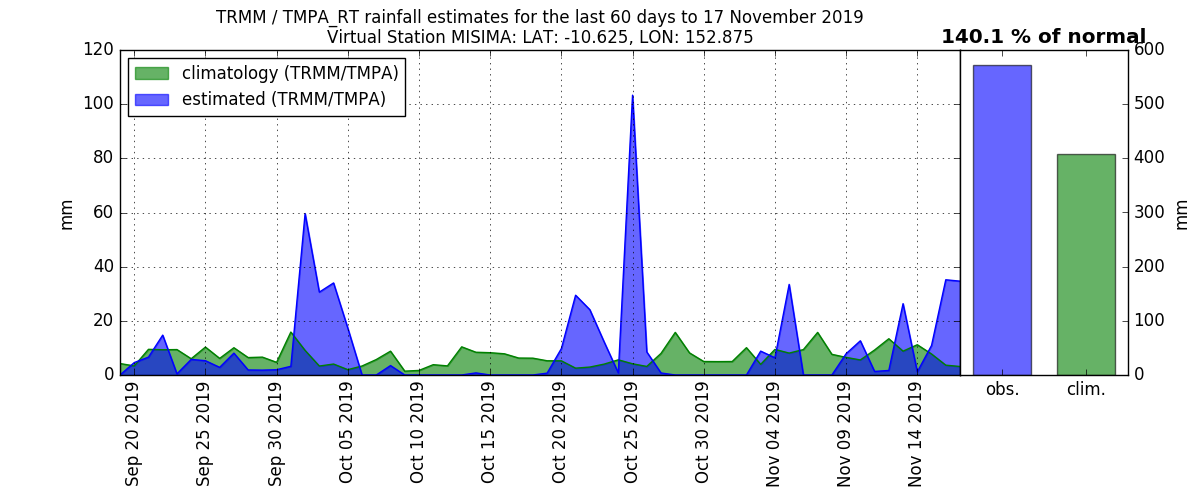 TRMM / TMPA_RT rainfall estimates for the last 60 days to 17 November 2019
Virtual Station MISIMA: LAT: -10.625, LON: 152.875
140.1 % of normal
climatology (TRMM/TMPA)
estimated (TRMM/TMPA)
120
100
80
60
40
20
0
mm
Sep 20 2019
Sep 25 2019
Sep 30 2019
Oct 05 2019
Oct 10 2019
Oct 15 2019
Oct 20 2019
Oct 25 2019
Oct 30 2019
Nov 04 2019
Nov 09 2019
Nov 14 2019
600
500
400
300
200
100
0
mm
obs.
clim.